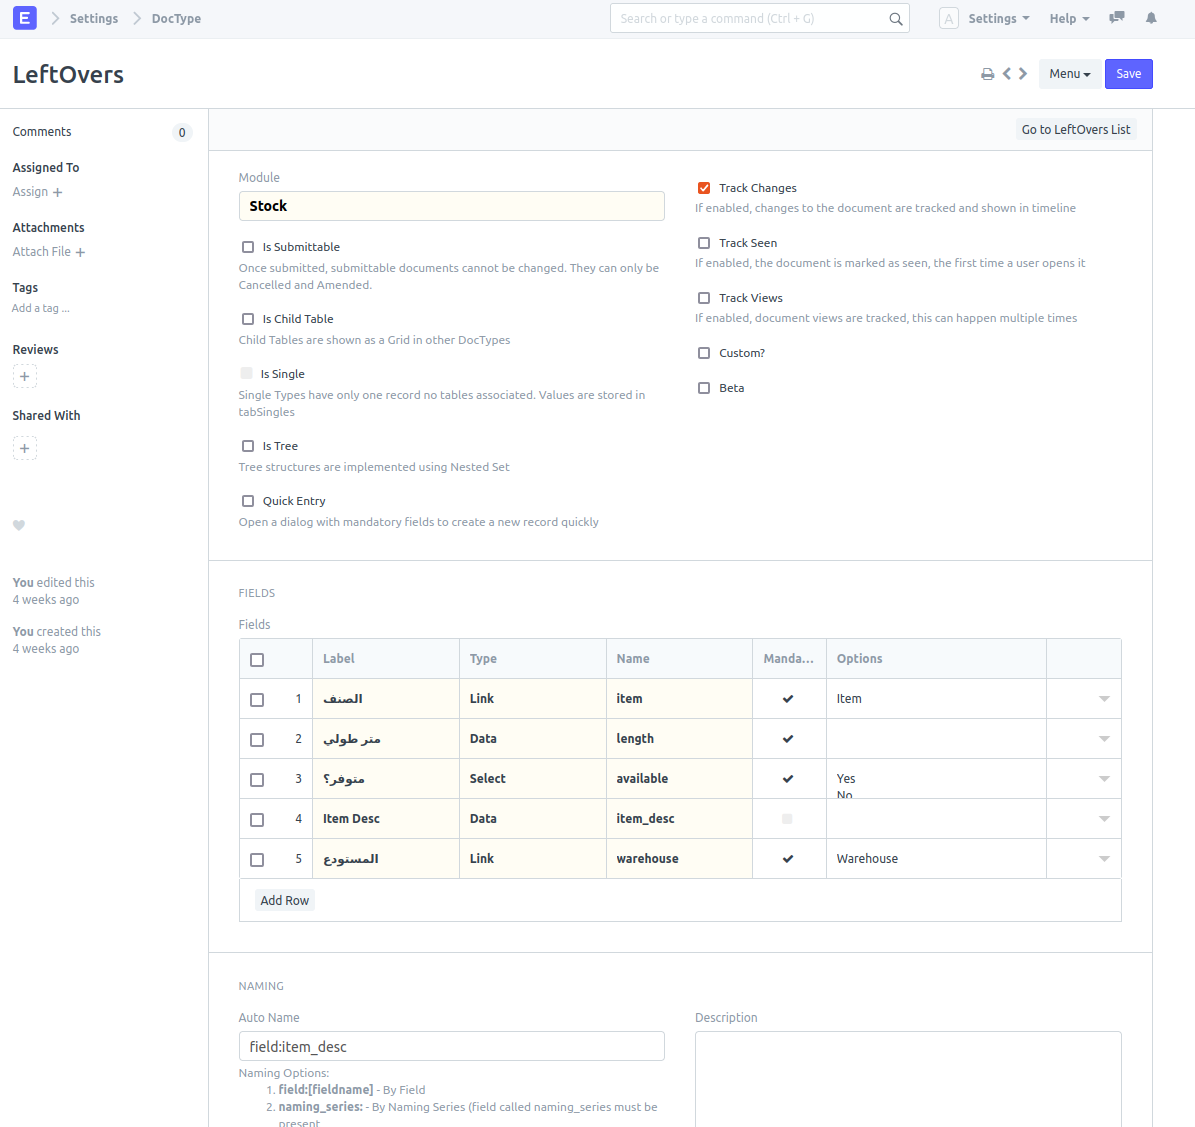 E Settings DocType Search or type a command (Ctrl + G) A Settings Help
LeftOvers Menu Save
Comments 0
Assigned To
Assign +
Attachments
Attach File +
Tags
Add a tag ...
Reviews
+
Shared With
+
You edited this
4 weeks ago
You created this
4 weeks ago
Go to LeftOvers List
Module
Stock
Is Submittable
Once submitted, submittable documents cannot be changed. They can only be
Cancelled and Amended.
Is Child Table
Child Tables are shown as a Grid in other DocTypes
Is Single
Single Types have only one record no tables associated. Values are stored in
tabSingles
Is Tree
Tree structures are implemented using Nested Set
Quick Entry
Open a dialog with mandatory fields to create a new record quickly
Track Changes
If enabled, changes to the document are tracked and shown in timeline
Track Seen
If enabled, the document is marked as seen, the first time a user opens it
Track Views
If enabled, document views are tracked, this can happen multiple times
Custom?
Beta
FIELDS
Fields
Label Type Name Manda... Options
1 الصنف Link item Item
2 متر طولي Data length
3 متوفر؟ Select available Yes
No
4 Item Desc Data item_desc
5 المستودع Link warehouse Warehouse
Add Row
NAMING
Auto Name
field:item_desc
Naming Options:
1. field:[fieldname] - By Field
2. naming_series: - By Naming Series (field called naming_series must be
present
Description